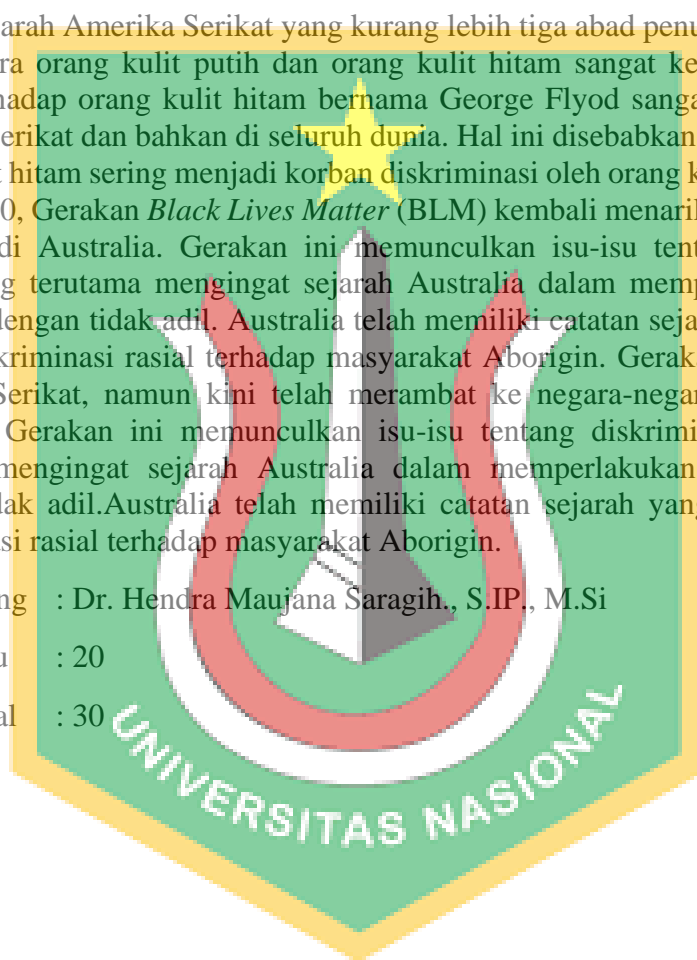 arah Amerika Serikat yang kurang lebih tiga abad penu
ra orang kulit putih dan orang kulit hitam sangat ke
hadap orang kulit hitam bernama George Flyod sanga
erikat dan bahkan di seluruh dunia. Hal ini disebabkan
t hitam sering menjadi korban diskriminasi oleh orang k
0, Gerakan Black Lives Matter (BLM) kembali menari
di Australia. Gerakan ini memunculkan isu-isu tent
g terutama mengingat sejarah Australia dalam memp
dengan tidak adil. Australia telah memiliki catatan seja
kriminasi rasial terhadap masyarakat Aborigin. Gerak
Serikat, namun kini telah merambat ke negara-negar
Gerakan ini memunculkan isu-isu tentang diskrimi
mengingat sejarah Australia dalam memperlakukan
ak adil.Australia telah memiliki catatan sejarah yang
si rasial terhadap masyarakat Aborigin.
ng : Dr. Hendra Maujana Saragih., S.IP., M.Si
u : 20
al : 30
UNIVERSITAS NASIONAL